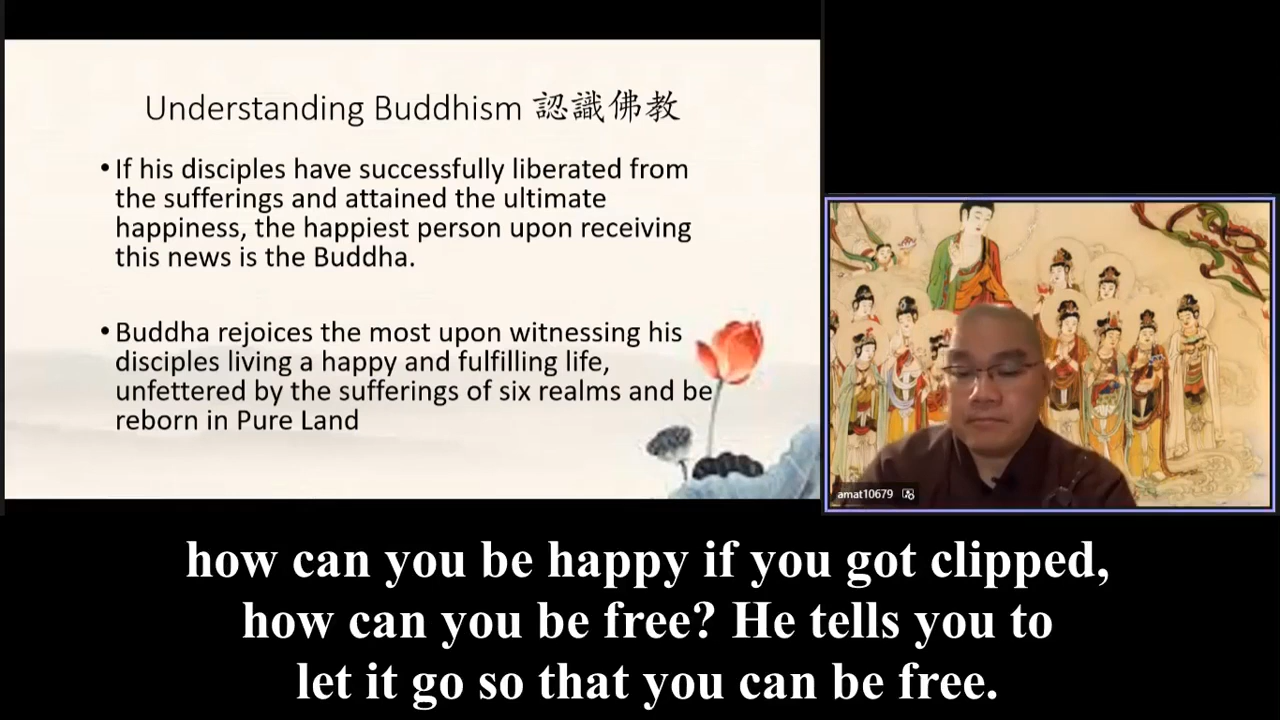 Understanding Buddhism 認識佛教
•If his disciples have successfully liberated from
the sufferings and attained the ultimate
happiness, the happiest person upon receiving
this news is the Buddha.
•Buddha rejoices the most upon witnessing his
disciples living a happy and fulfilling life,
unfettered by the sufferings of six realms and be
reborn in Pure Land
amat10679
how can you be happy if you got clipped,
how can you be free? He tells you to
let it go so that you can be free.